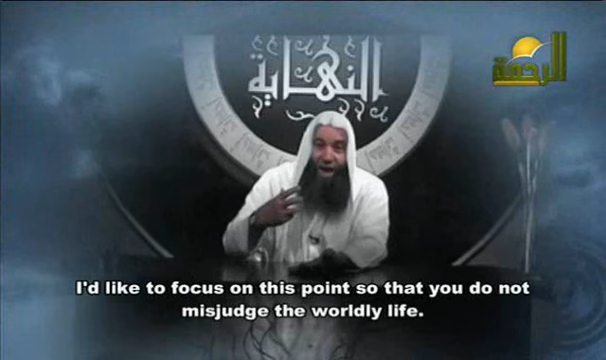 النهاية
الرحمة
I'd like to focus on this point so that you do not
misjudge the worldly life.